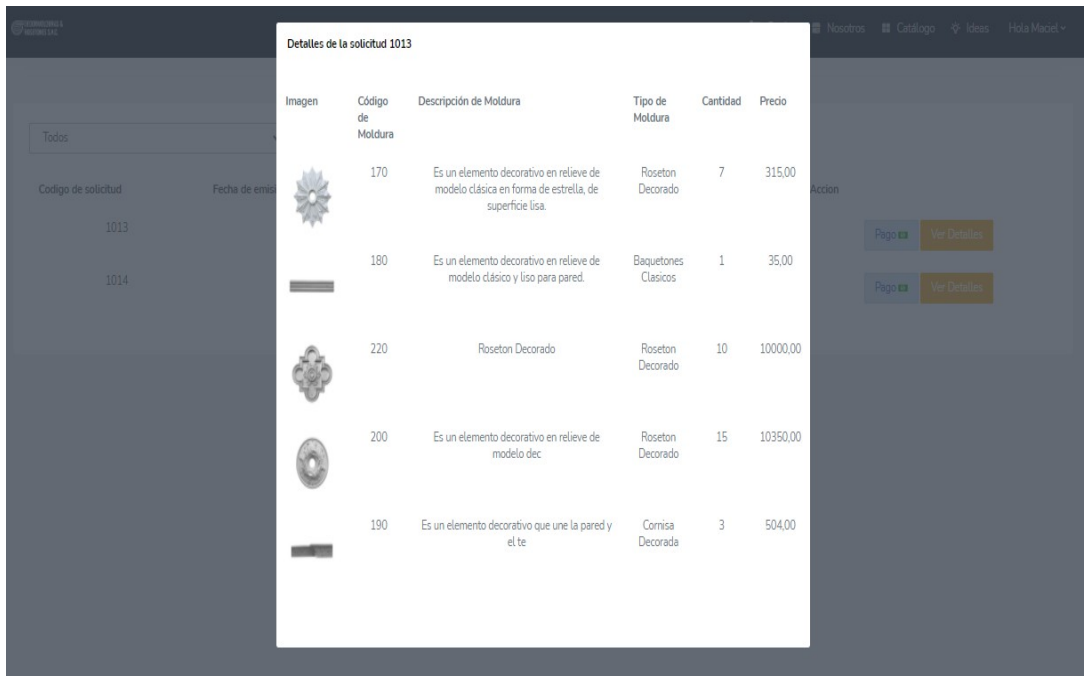 Nosotros Catálogo Ideas Hola Maciel
Detalles de la solicitud 1013
Imagen Código de Moldura Descripción de Moldura Tipo de Moldura Cantidad Precio
Todos
Codigo de solicitud Fecha de emisi Accion
1013 Pago Ver Detalles
1014 Pago Ver Detalles
170 Es un elemento decorativo en relieve de Roseton 7 315,00
modelo clásica en forma de estrella, de Decorado
superficie lisa.
180 Es un elemento decorativo en relieve de Baquetones 1 35,00
modelo clásico y liso para pared. Clasicos
220 Roseton Decorado Roseton 10 10000,00
Decorado
200 Es un elemento decorativo en relieve de Roseton 15 10350,00
modelo dec Decorado
190 Es un elemento decorativo que une la pared y Cornisa 3 504,00
el te Decorada